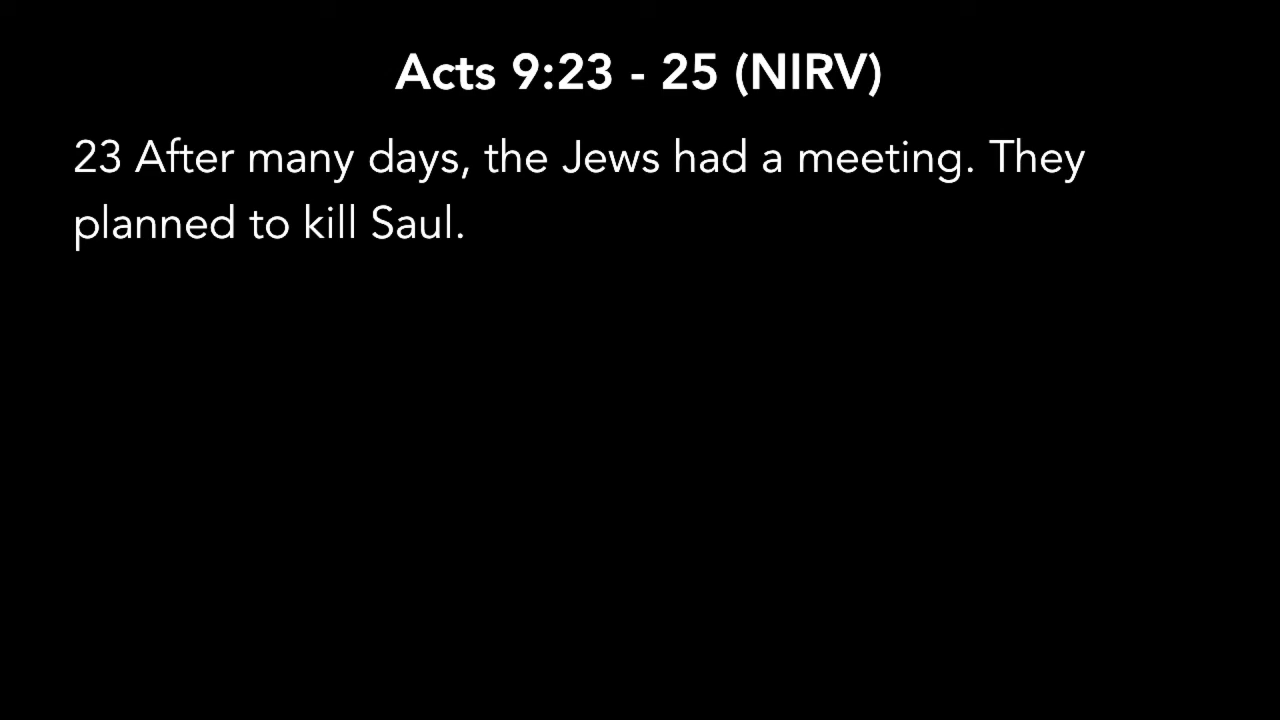 Acts 9:23 - 25 (NIRV)
23 After many days, the Jews had a meeting. They
planned to kill Saul.